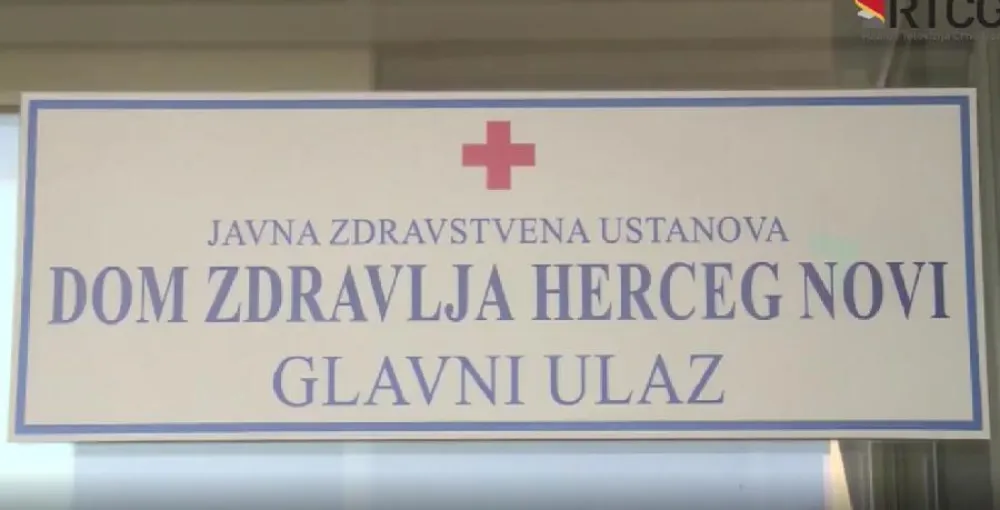 RTCG
JAVNA ZDRAVSTVENA USTANOVA
DOM ZDRAVLJA HERCEG NOVI
GLAVNI ULAZ